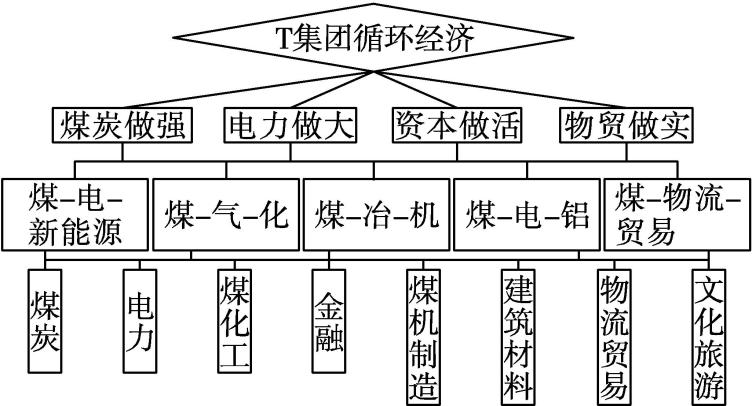 T集团循环经济
煤炭做强
电力做大
资本做活
物贸做实
煤-电-
新能源
煤-气-化
煤-冶-机
煤-电-铝
煤-物流-
贸易
煤炭
电力
煤化工
金融
煤机制造
建筑材料
物流贸易
文化旅游